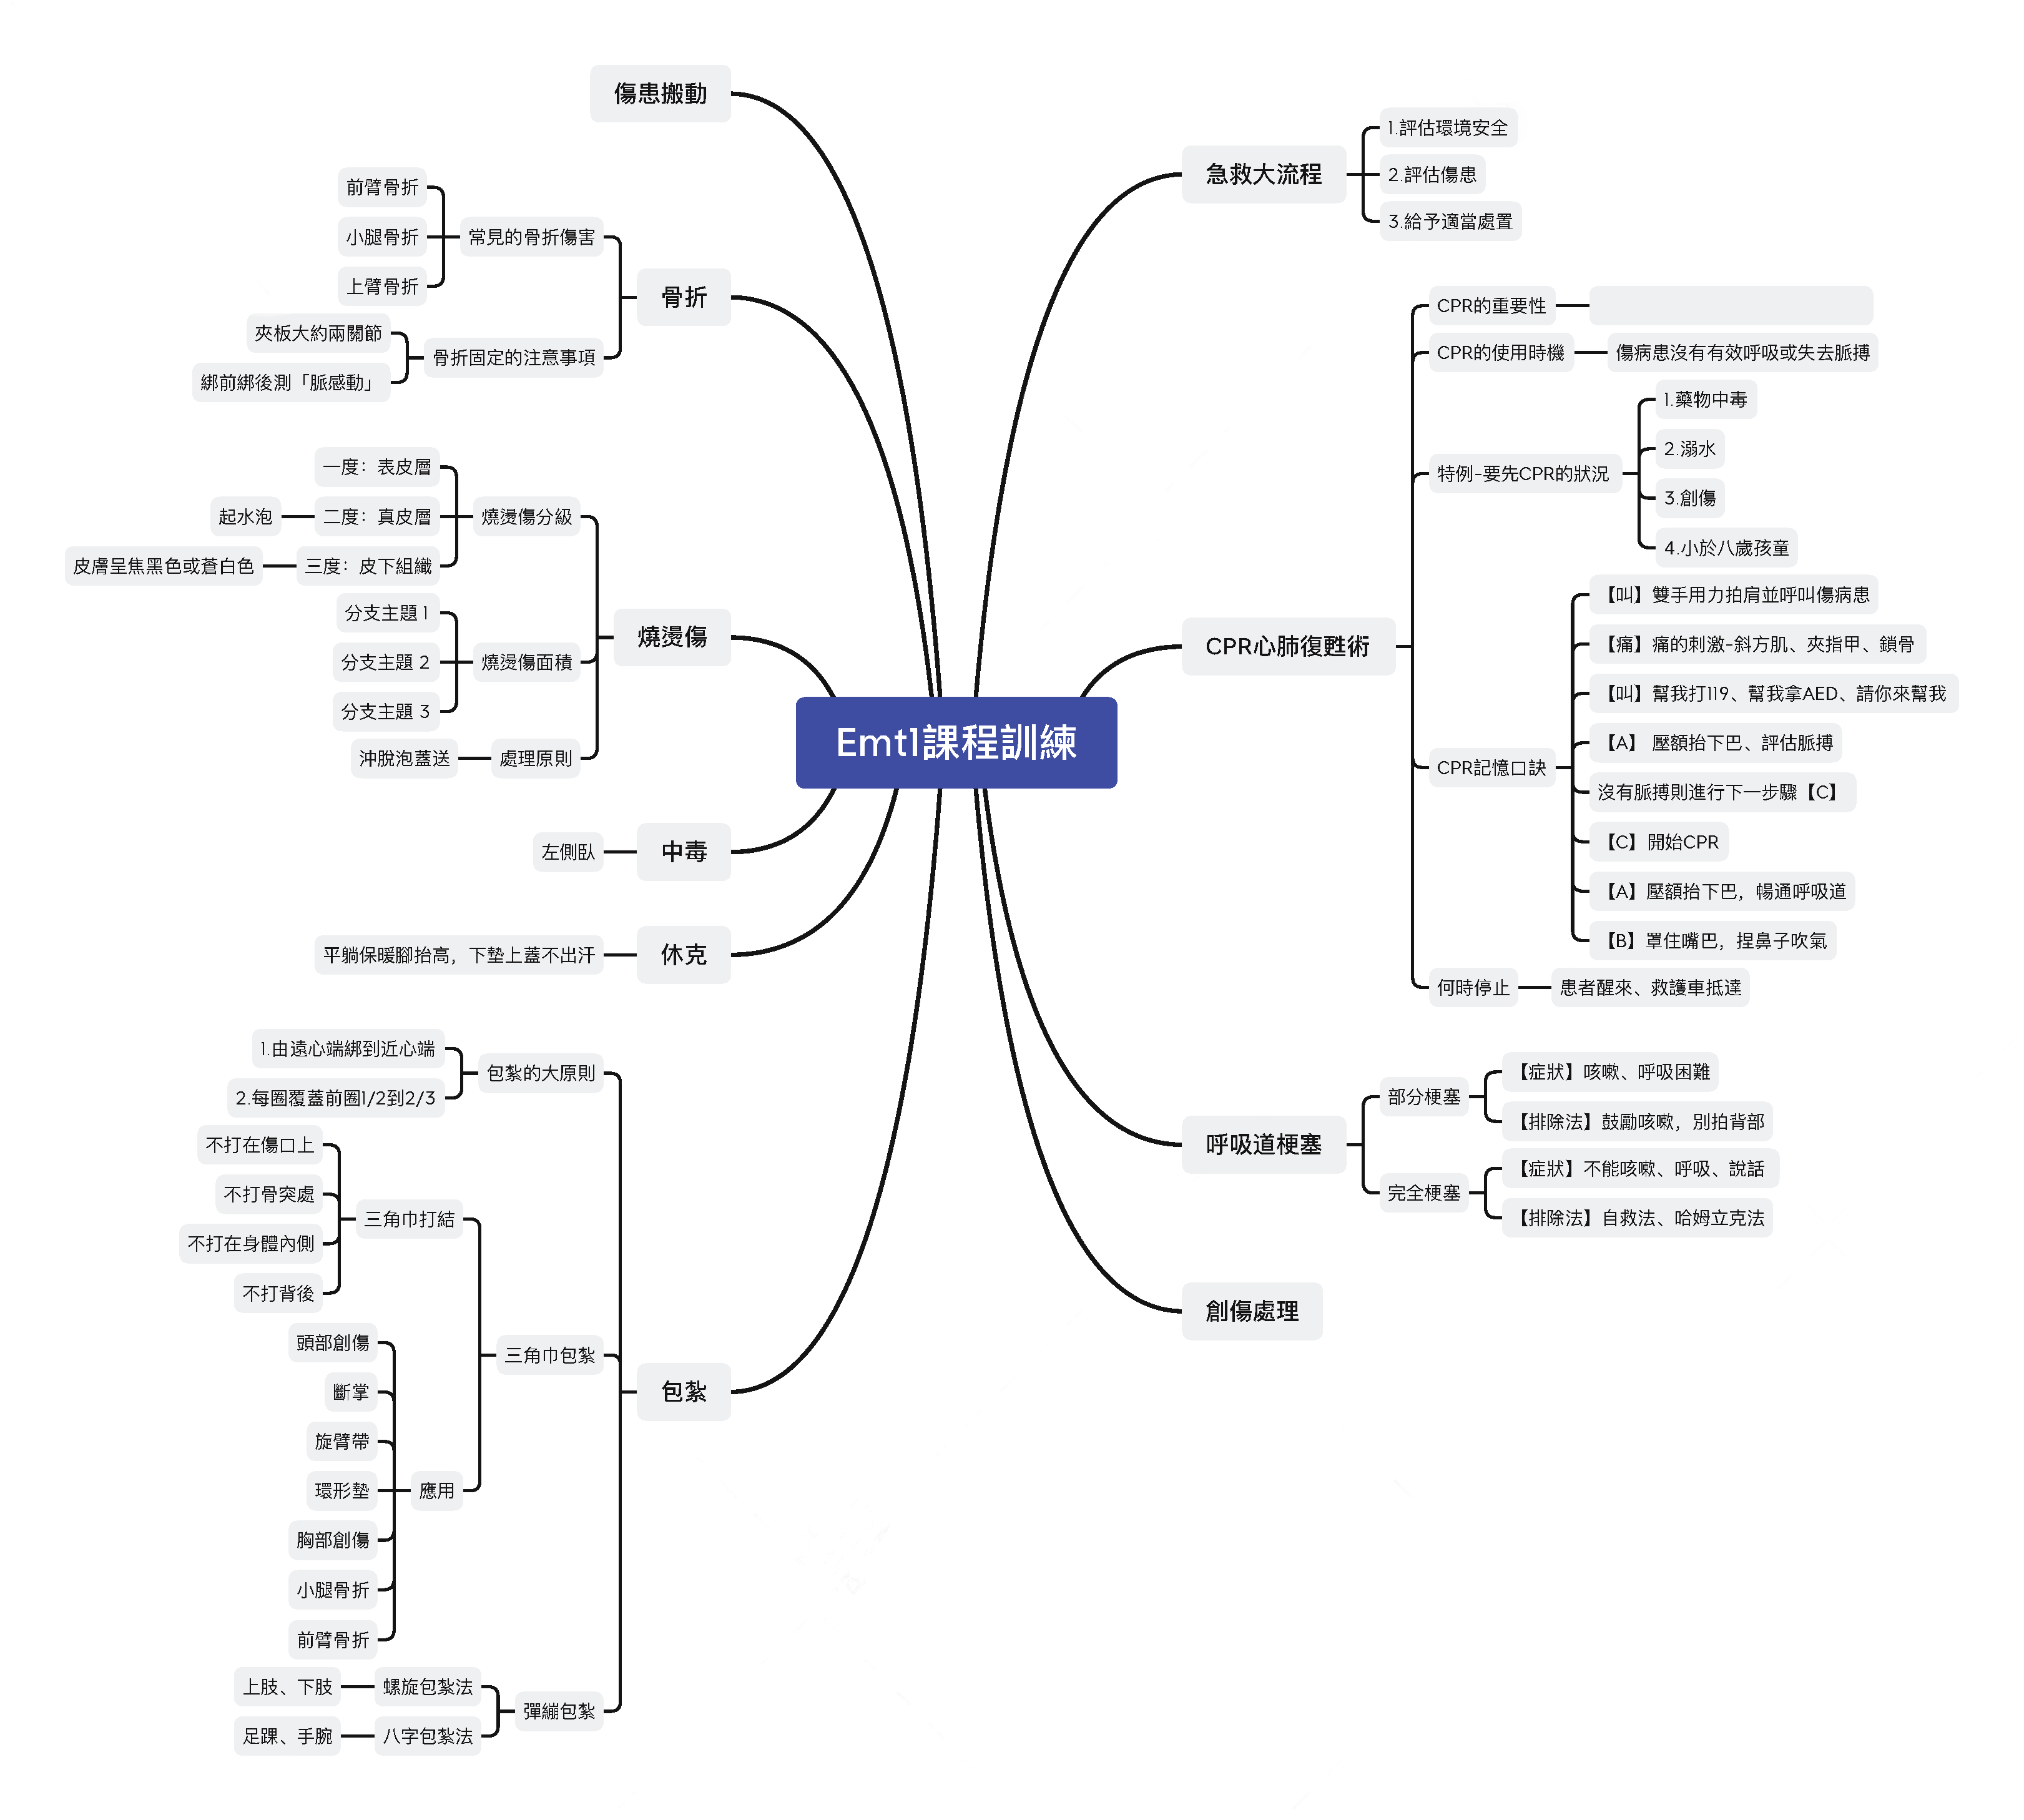 Emt1課程訓練
急救大流程
1.評估環境安全
2.評估傷患
3.給予適當處置
CPR心肺復甦術
CPR的重要性
CPR的使用時機
傷病患沒有有效呼吸或失去脈搏
特例-要先CPR的狀況
1.藥物中毒
2.溺水
3.創傷
4.小於八歲孩童
CPR記憶口訣
【叫】雙手用力拍肩並呼叫傷病患
【痛】痛的刺激-斜方肌、夾指甲、鎖骨
【叫】幫我打119、幫我拿AED、請你來幫我
【A】 壓額抬下巴、評估脈搏
沒有脈搏則進行下一步驟【C】
【C】開始CPR
【A】壓額抬下巴，暢通呼吸道
【B】罩住嘴巴，捏鼻子吹氣
何時停止
患者醒來、救護車抵達
呼吸道梗塞
部分梗塞
【症狀】咳嗽、呼吸困難
【排除法】鼓勵咳嗽，別拍背部
完全梗塞
【症狀】不能咳嗽、呼吸、說話
【排除法】自救法、哈姆立克法
創傷處理
傷患搬動
骨折
常見的骨折傷害
前臂骨折
小腿骨折
上臂骨折
骨折固定的注意事項
夾板大約兩關節
綁前綁後測「脈感動」
燒燙傷
燒燙傷分級
一度：表皮層
二度：真皮層
起水泡
三度：皮下組織
皮膚呈焦黑色或蒼白色
燒燙傷面積
分支主題 1
分支主題 2
分支主題 3
處理原則
沖脫泡蓋送
中毒
左側臥
休克
平躺保暖腳抬高，下墊上蓋不出汗
包紮
包紮的大原則
1.由遠心端綁到近心端
2.每圈覆蓋前圈1/2到2/3
三角巾包紮
三角巾打結
不打在傷口上
不打骨突處
不打在身體內側
不打背後
應用
頭部創傷
斷掌
旋臂帶
環形墊
胸部創傷
小腿骨折
前臂骨折
彈繃包紮
螺旋包紮法
上肢、下肢
八字包紮法
足踝、手腕